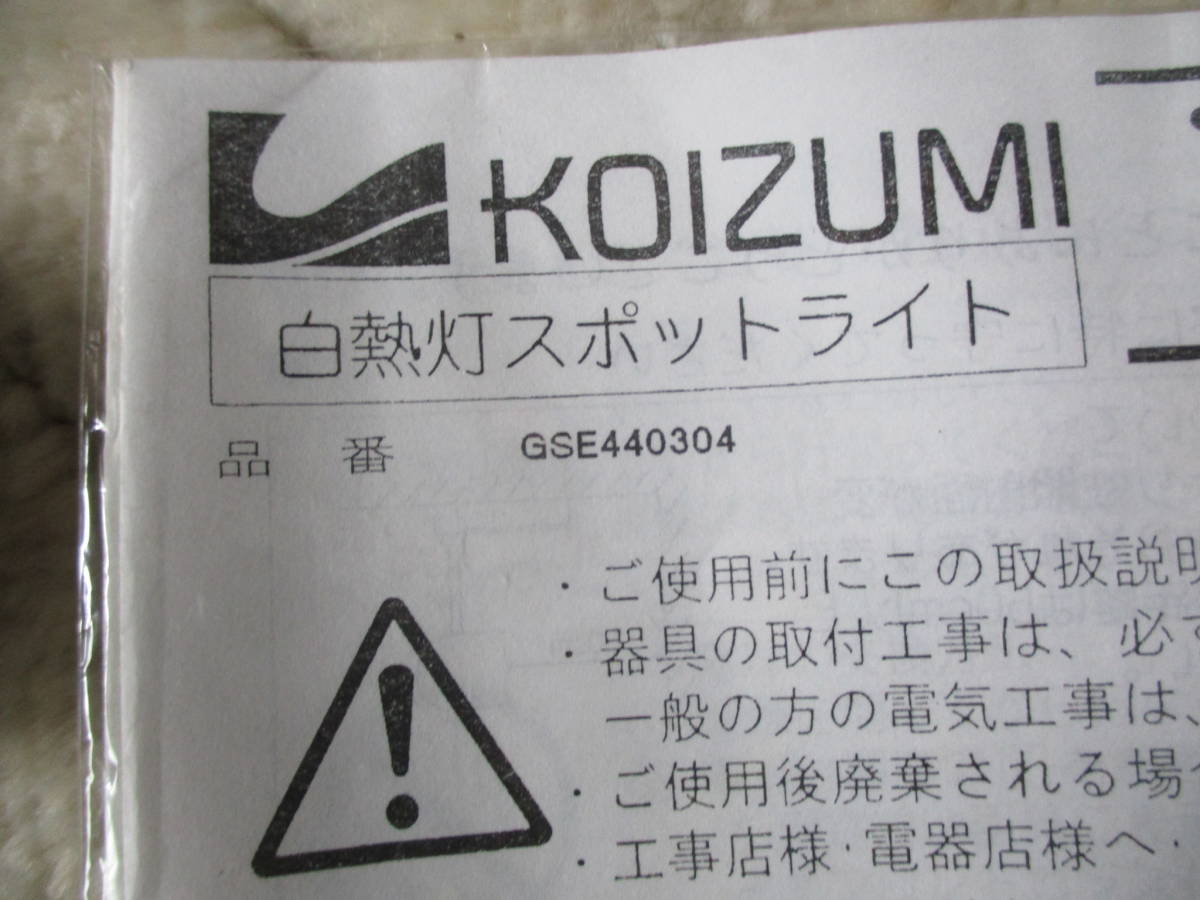 KOIZUMI
白熱灯スポットライト
品 番 GSE440304
・ご使用前にこの取扱説明
・器具の取付工事は、必ず
一般の方の電気工事は、
・ご使用後廃棄される場合
・工事店様・電器店様へ・